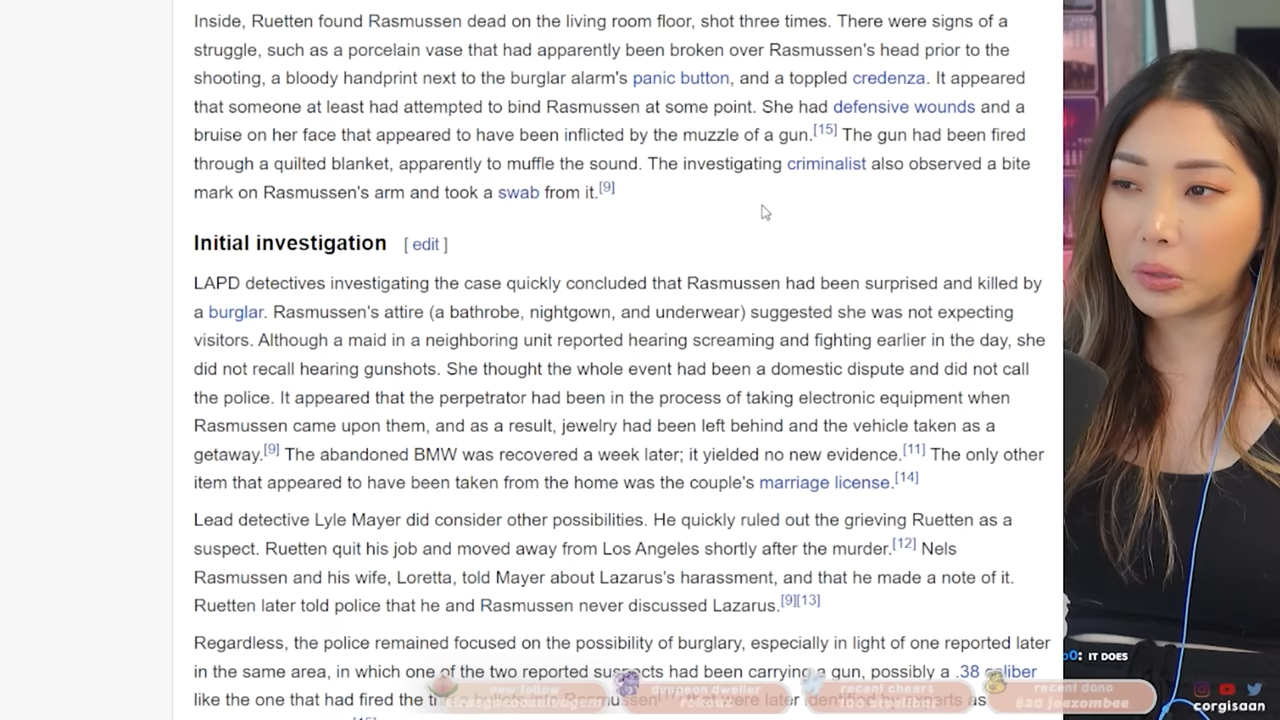 Inside, Ruetten found Rasmussen dead on the living room floor, shot three times. There were signs of a
struggle, such as a porcelain vase that had apparently been broken over Rasmussen's head prior to the
shooting, a bloody handprint next to the burglar alarm's panic button, and a toppled credenza. It appeared
that someone at least had attempted to bind Rasmussen at some point. She had defensive wounds and a
bruise on her face that appeared to have been inflicted by the muzzle of a gun.[15] The gun had been fired
through a quilted blanket, apparently to muffle the sound. The investigating criminalist also observed a bite
mark on Rasmussen's arm and took a swab from it.[9]
Initial investigation [ edit ]
LAPD detectives investigating the case quickly concluded that Rasmussen had been surprised and killed by
a burglar. Rasmussen's attire (a bathrobe, nightgown, and underwear) suggested she was not expecting
visitors. Although a maid in a neighboring unit reported hearing screaming and fighting earlier in the day, she
did not recall hearing gunshots. She thought the whole event had been a domestic dispute and did not call
the police. It appeared that the perpetrator had been in the process of taking electronic equipment when
Rasmussen came upon them, and as a result, jewelry had been left behind and the vehicle taken as a
getaway.[9] The abandoned BMW was recovered a week later; it yielded no new evidence.[11] The only other
item that appeared to have been taken from the home was the couple's marriage license.[14]
Lead detective Lyle Mayer did consider other possibilities. He quickly ruled out the grieving Ruetten as a
suspect. Ruetten quit his job and moved away from Los Angeles shortly after the murder.[12] Nels
Rasmussen and his wife, Loretta, told Mayer about Lazarus's harassment, and that he made a note of it.
Ruetten later told police that he and Rasmussen never discussed Lazarus.[9][13]
Regardless, the police remained focused on the possibility of burglary, especially in light of one reported later
in the same area, in which one of the two reported suspects had been carrying a gun, possibly a .38 caliber
like the one that had fired the
later identified by
as
new follow
dungeon dweller
recent cheers
recent dono
$20 joezombee
IT DOES
corgisaan